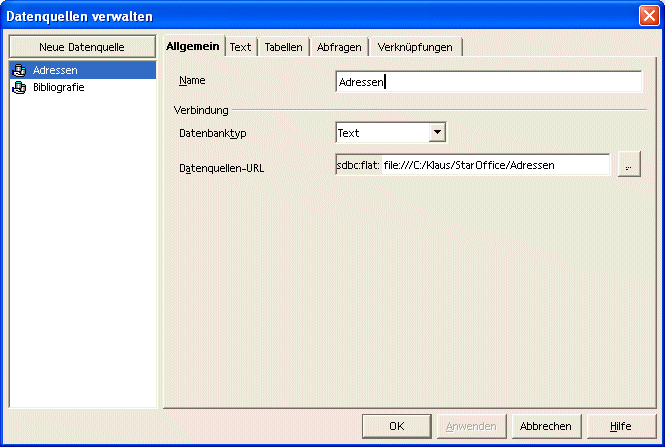 Datenquellen verwalten
Neue Datenquelle
Adressen
Bibliografie
Allgemein Text Tabellen Abfragen Verknüpfungen
Name Adressen
Verbindung
Datenbanktyp Text
Datenquellen-URL sdbc:flat: file:///C:/Klaus/StarOffice/Adressen ...
OK Anwenden Abbrechen Hilfe